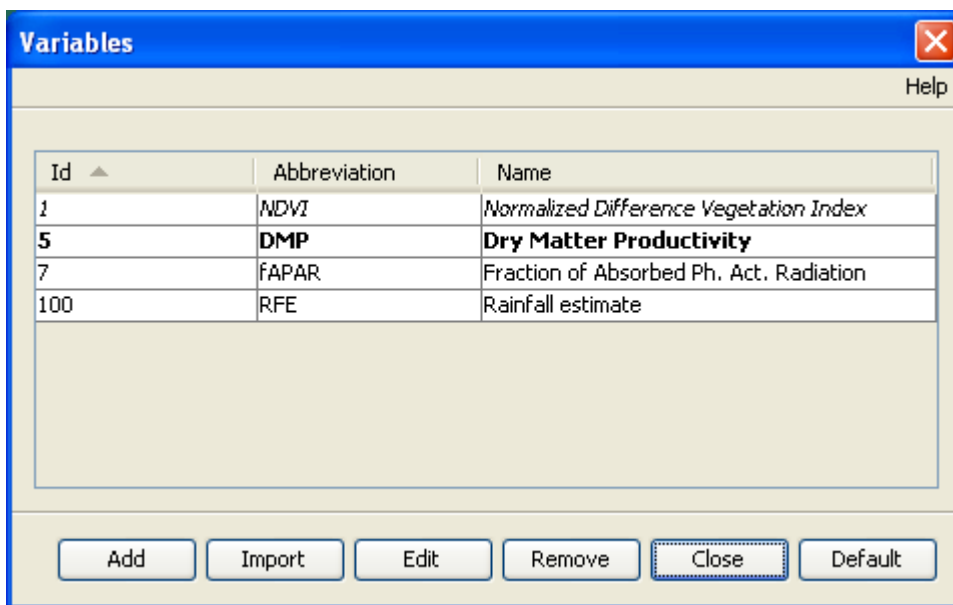 Variables
Help
Id Abbreviation Name
1 NDVI Normalized Difference Vegetation Index
5 DMP Dry Matter Productivity
7 fAPAR Fraction of Absorbed Ph. Act. Radiation
100 RFE Rainfall estimate
Add Import Edit Remove Close Default